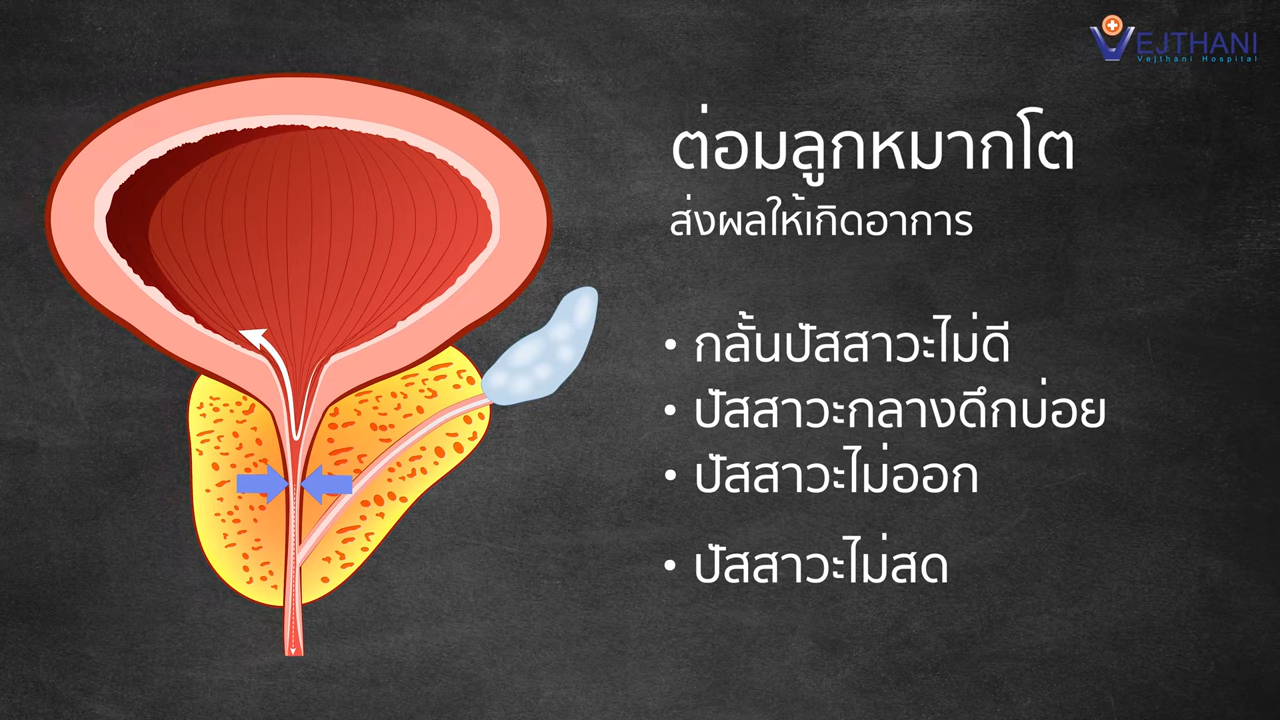 VEJTHANI
Vejthani Hospital
ต่อมลูกหมากโต
ส่งผลให้เกิดอาการ
• กลั้นปัสสาวะไม่ดี
• ปัสสาวะกลางดึกบ่อย
• ปัสสาวะไม่ออก
• ปัสสาวะไม่สด